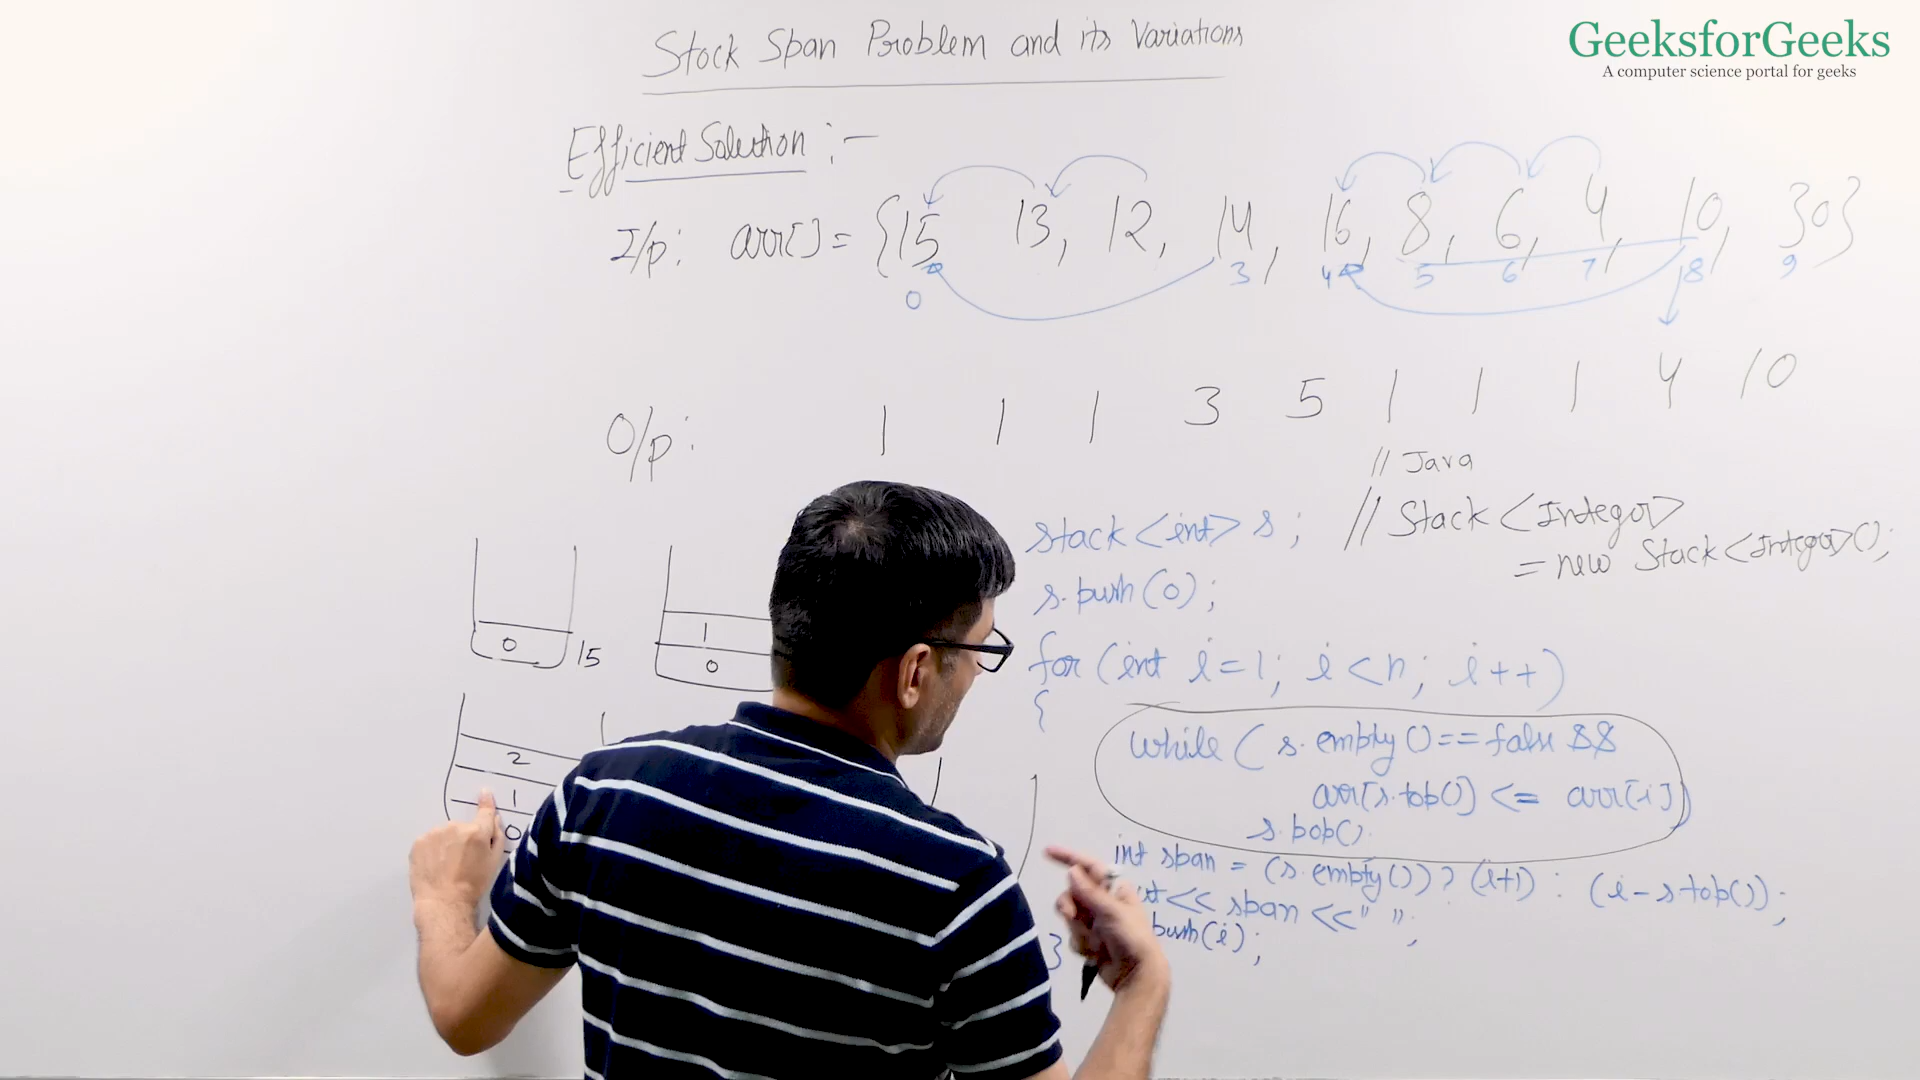 GeeksforGeeks
A computer science portal for geeks
Stock Span Problem and its Variations
Efficient Solution :-
I/p: arr[] = {15 13, 12, 14, 16, 8, 6, 4, 10, 30}
0 3 4 5 6 7 8 9
O/p: 1 1 1 3 5 1 1 1 4 10
// Java
stack <int> s ; // Stack <Integer>
= new Stack <Integer>();
s.push(0);
for (int i=1; i<n; i++)
{
while ( s.empty()==false &&
arr[s.top()] <= arr[i])
s.pop()
int span = (s.empty())? (i+1) : (i-s.top());
<< span <<" ";
push(i);
}
0 15
1
0
2
1
0